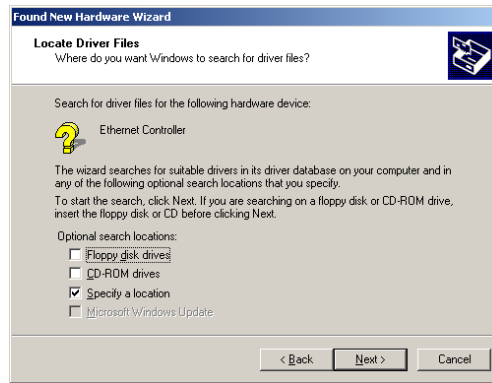 Found New Hardware Wizard
Locate Driver Files
Where do you want Windows to search for driver files?
Search for driver files for the following hardware device:
Ethernet Controller
The wizard searches for suitable drivers in its driver database on your computer and in
any of the following optional search locations that you specify.
To start the search, click Next. If you are searching on a floppy disk or CD-ROM drive,
insert the floppy disk or CD before clicking Next.
Optional search locations:
Floppy disk drives
CD-ROM drives
Specify a location
Microsoft Windows Update
< Back Next > Cancel